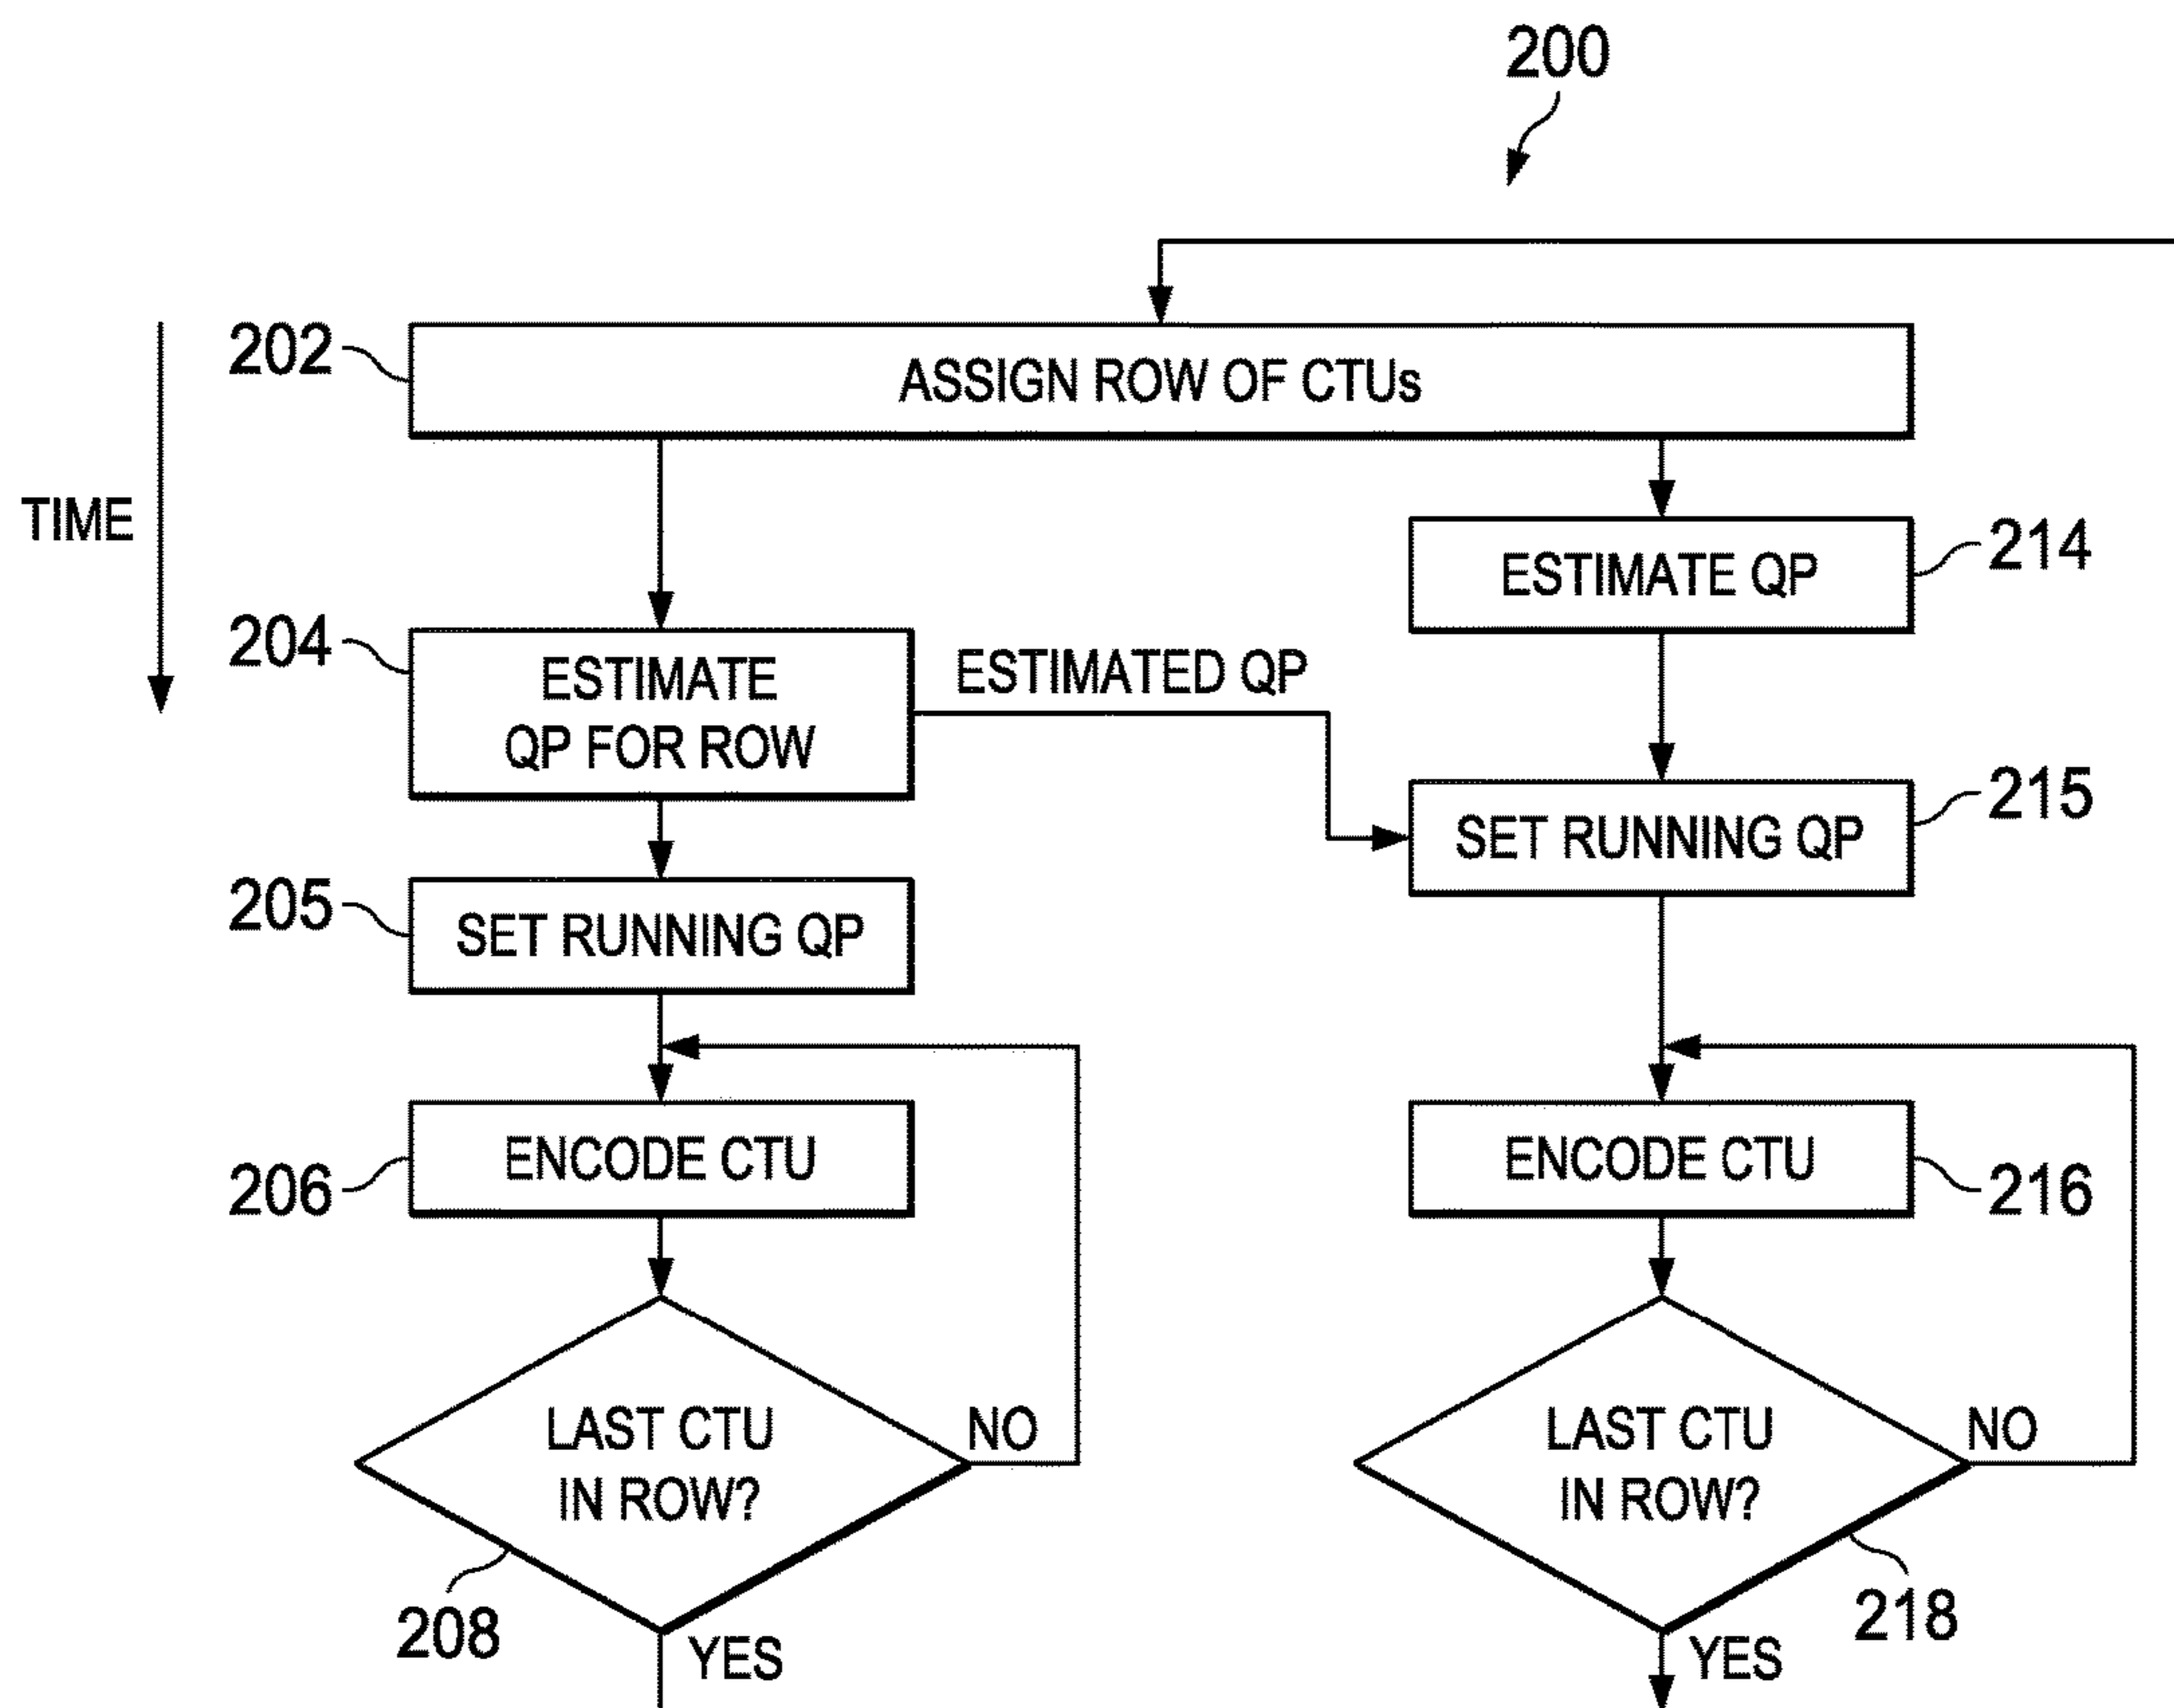 200
202
ASSIGN ROW OF CTUs
TIME
ESTIMATE QP
214
204
ESTIMATE
QP FOR ROW
ESTIMATED QP
SET RUNNING QP
215
205
SET RUNNING QP
206
ENCODE CTU
ENCODE CTU
216
LAST CTU
IN ROW?
NO
LAST CTU
IN ROW?
NO
208
YES
218
YES